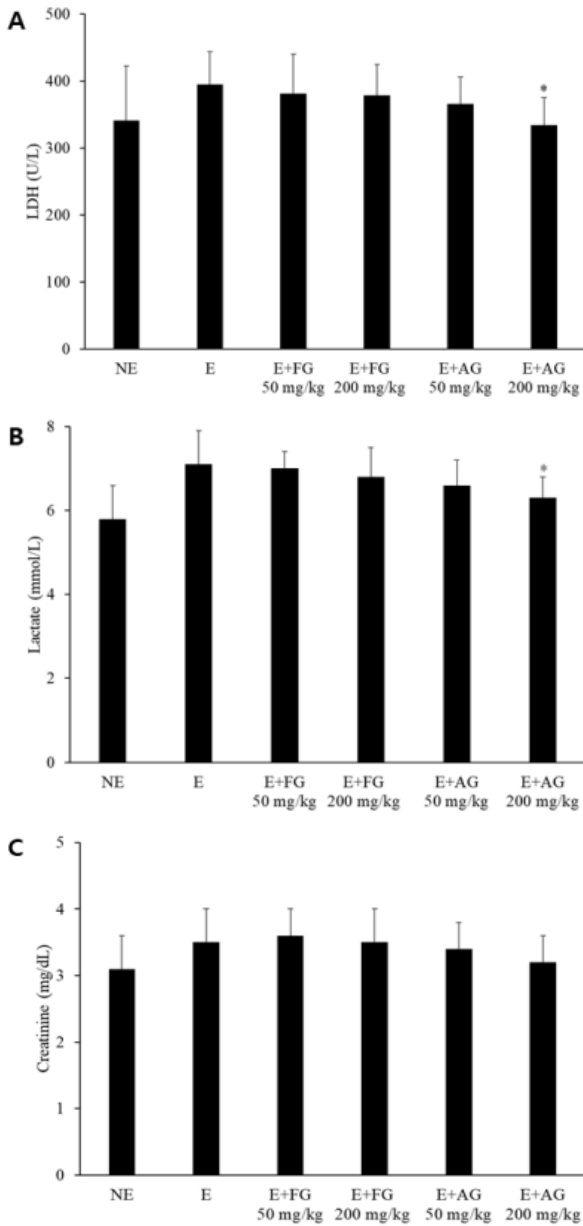 A
500
400
300
200
100
0
LDH (U/L)
*
NE E E+FG E+FG E+AG E+AG
50 mg/kg 200 mg/kg 50 mg/kg 200 mg/kg
B
8
6
4
2
0
Lactate (mmol/L)
*
NE E E+FG E+FG E+AG E+AG
50 mg/kg 200 mg/kg 50 mg/kg 200 mg/kg
C
5
4
3
2
1
0
Creatinine (mg/dL)
NE E E+FG E+FG E+AG E+AG
50 mg/kg 200 mg/kg 50 mg/kg 200 mg/kg